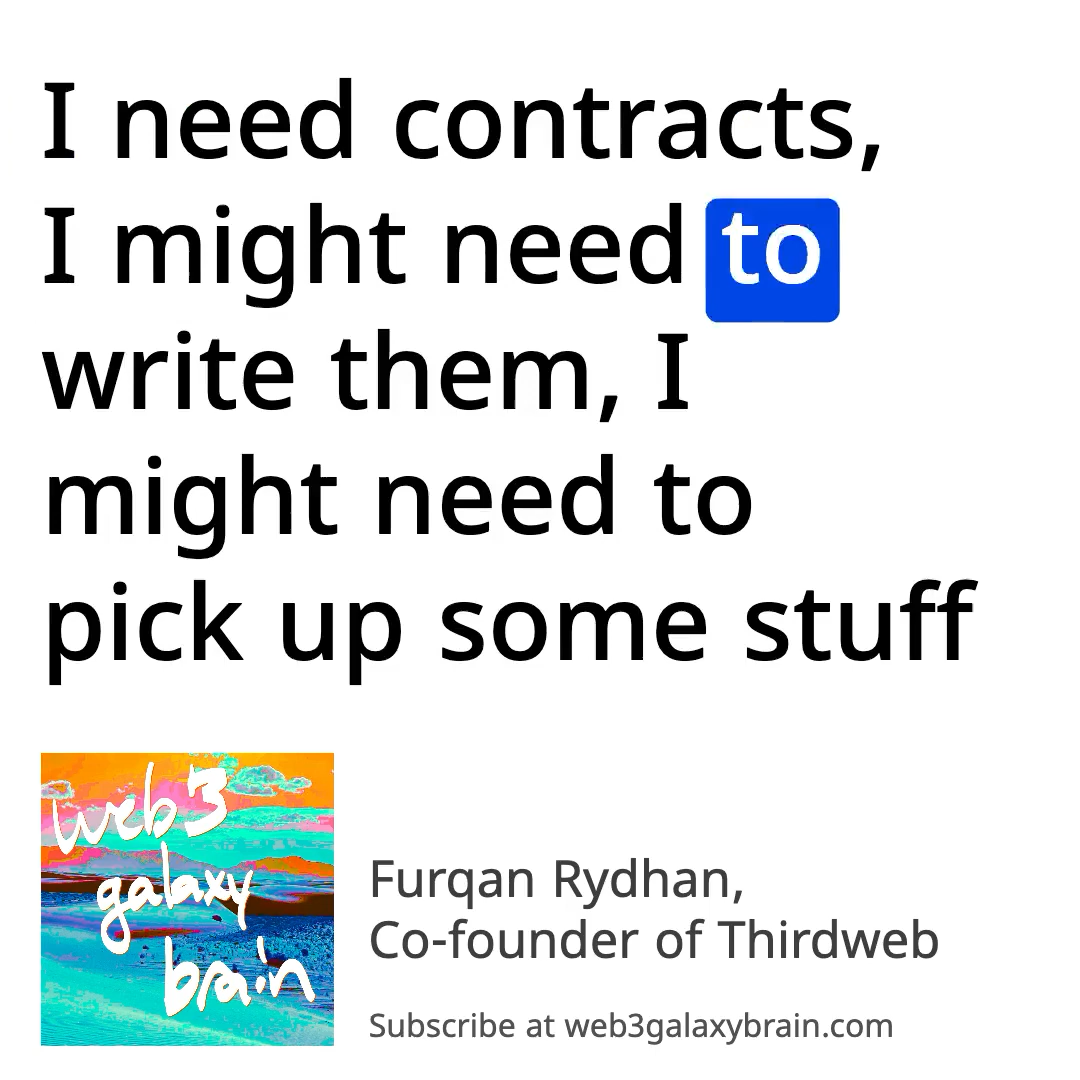 I need contracts,
I might need to
write them, I
might need to
pick up some stuff
web3
galaxy
brain
Furqan Rydhan,
Co-founder of Thirdweb
Subscribe at web3galaxybrain.com